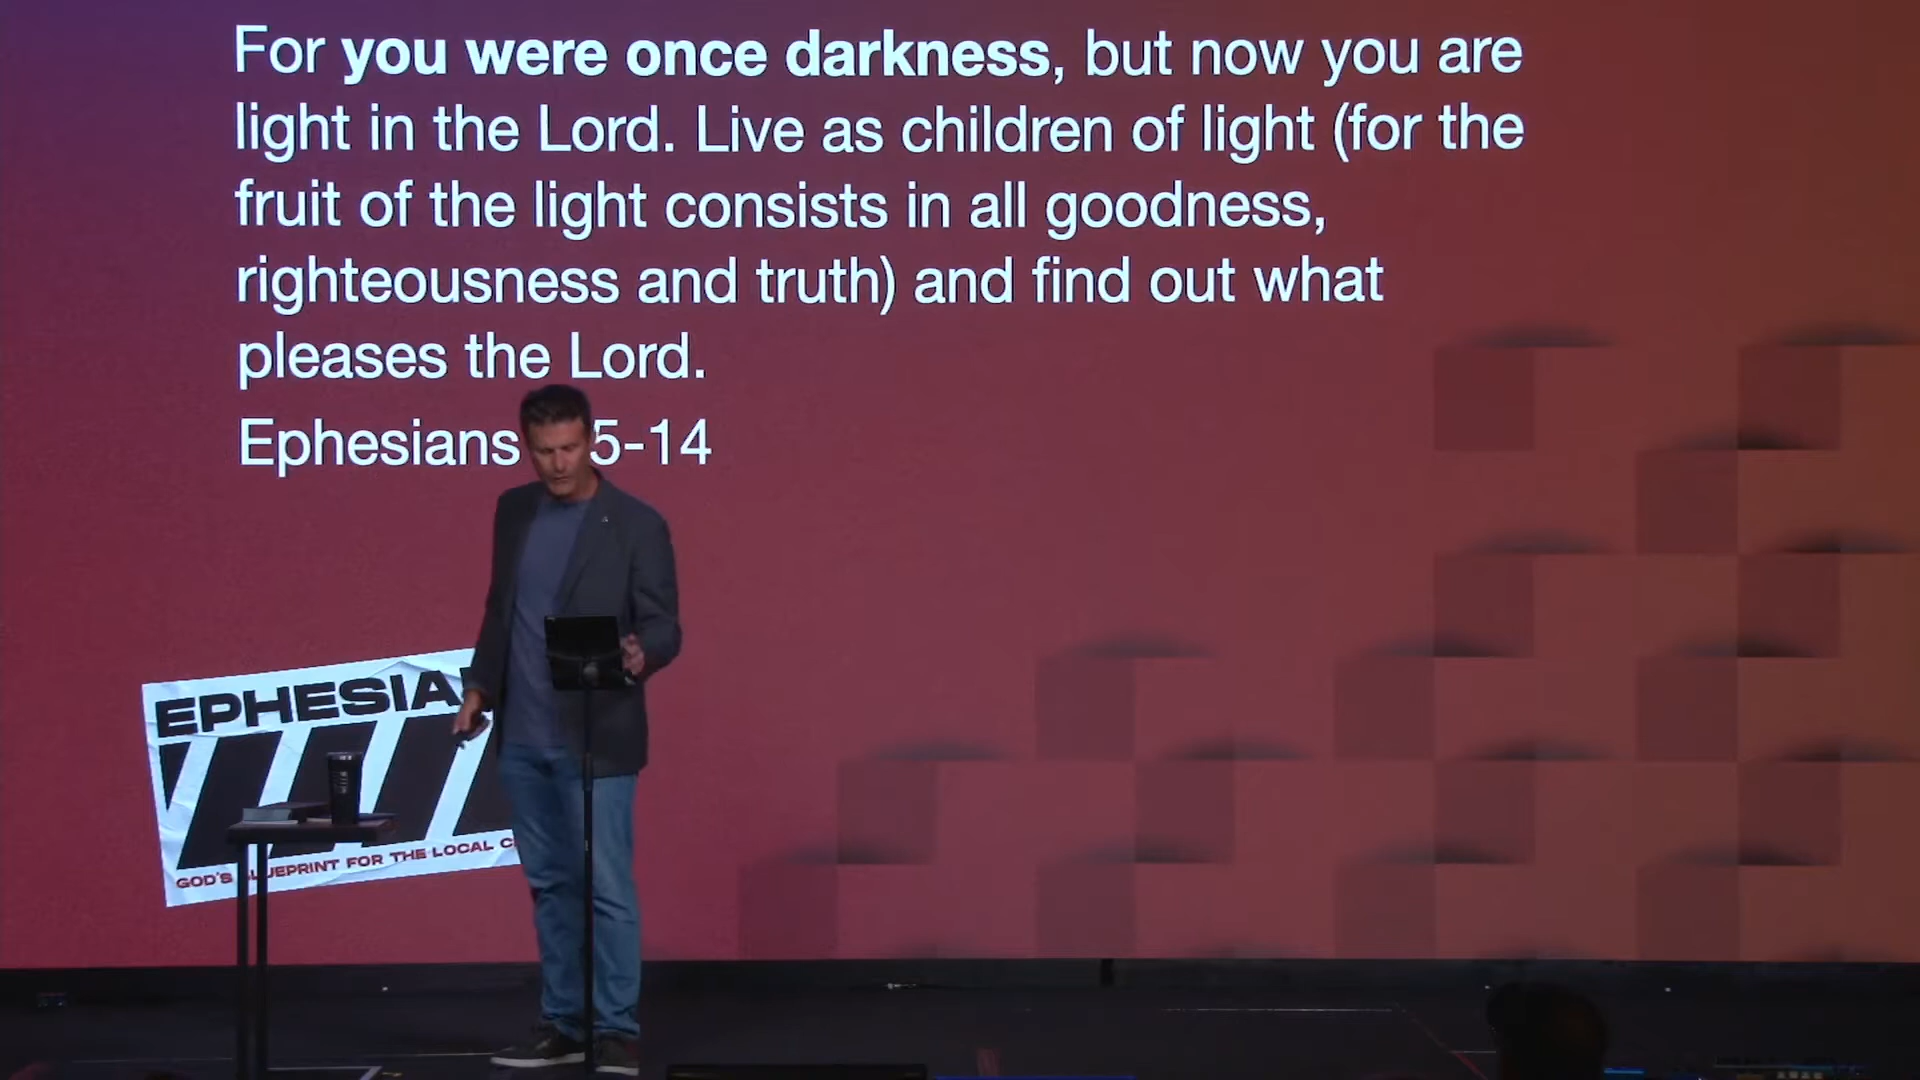 For you were once darkness, but now you are
light in the Lord. Live as children of light (for the
fruit of the light consists in all goodness,
righteousness and truth) and find out what
pleases the Lord.
Ephesians 5-14
EPHESIA
GOD'S BLUEPRINT FOR THE LOCAL C